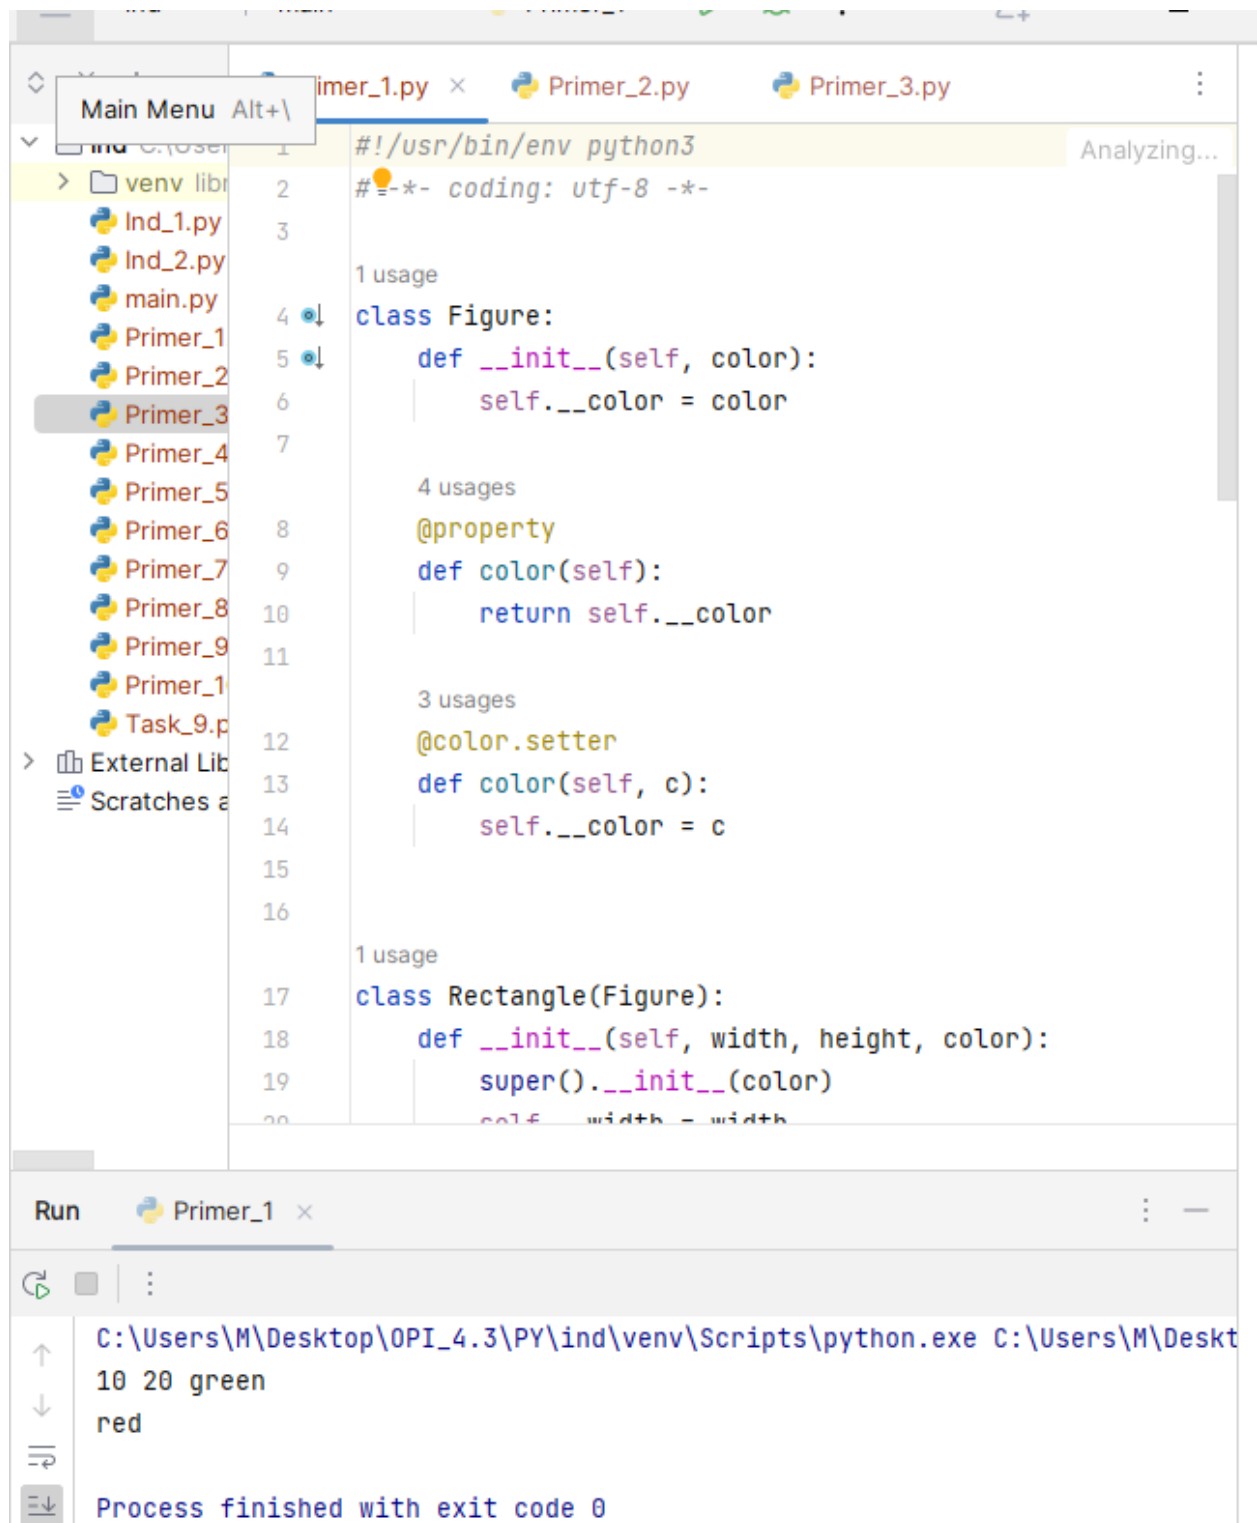 Main Menu Alt+\
imer_1.py
Primer_2.py
Primer_3.py
venv libr
Ind_1.py
Ind_2.py
main.py
Primer_1
Primer_2
Primer_3
Primer_4
Primer_5
Primer_6
Primer_7
Primer_8
Primer_9
Primer_1
Task_9.p
External Lib
Scratches a
Analyzing...
1 #!/usr/bin/env python3
2 # -*- coding: utf-8 -*-
3
1 usage
4 class Figure:
5 def __init__(self, color):
6 self.__color = color
7
4 usages
8 @property
9 def color(self):
10 return self.__color
11
3 usages
12 @color.setter
13 def color(self, c):
14 self.__color = c
15
16
1 usage
17 class Rectangle(Figure):
18 def __init__(self, width, height, color):
19 super().__init__(color)
20 self.__width = width
Run Primer_1
C:\Users\M\Desktop\OPI_4.3\PY\ind\venv\Scripts\python.exe C:\Users\M\Deskt
10 20 green
red
Process finished with exit code 0